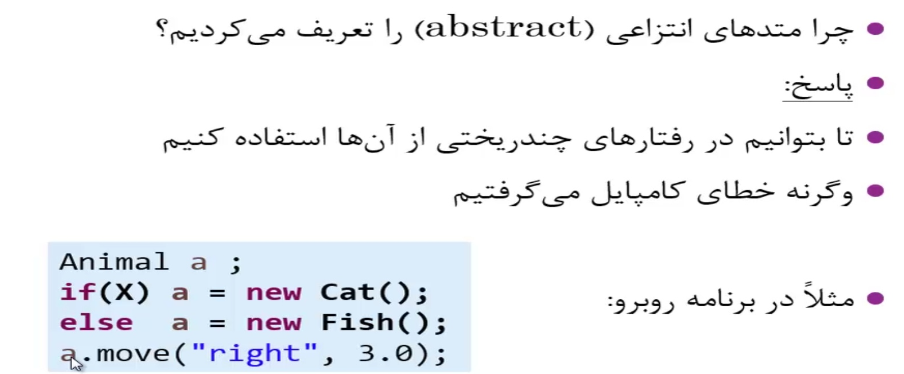 چرا متدهای انتزاعی (abstract) را تعریف می‌کردیم؟
پاسخ:
تا بتوانیم در رفتارهای چندریختی از آن‌ها استفاده کنیم
وگرنه خطای کامپایل می‌گرفتیم
مثلاً در برنامه روبرو:
Animal a ;
if(X) a = new Cat();
else a = new Fish();
a.move("right", 3.0);